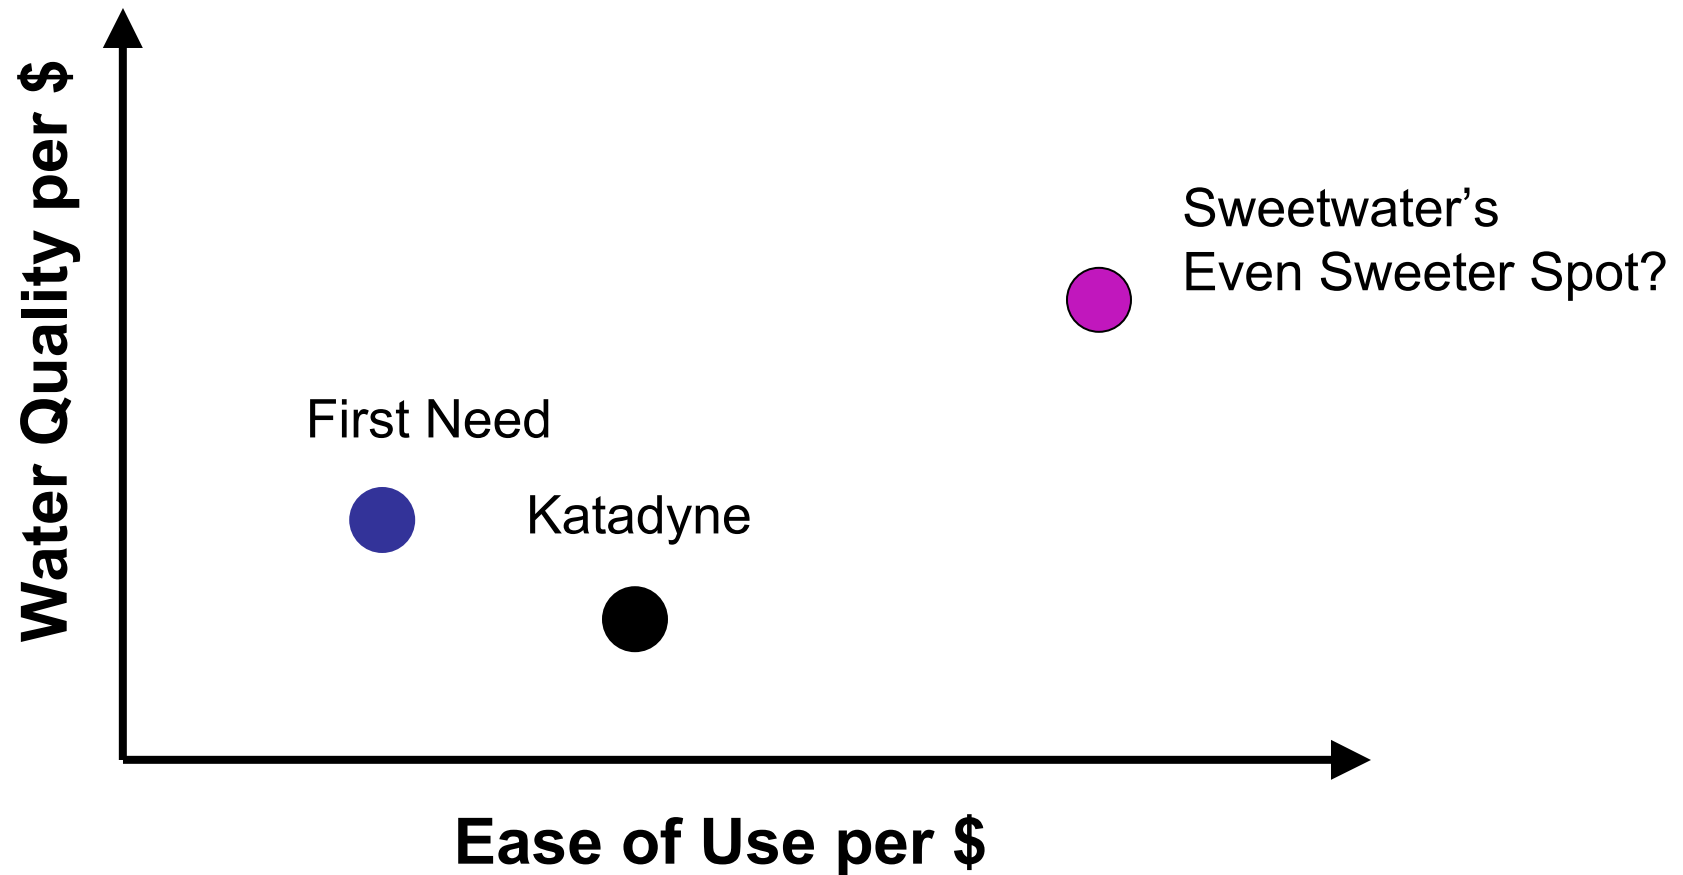 Water Quality per $
Sweetwater’s
Even Sweeter Spot?
First Need
Katadyne
Ease of Use per $